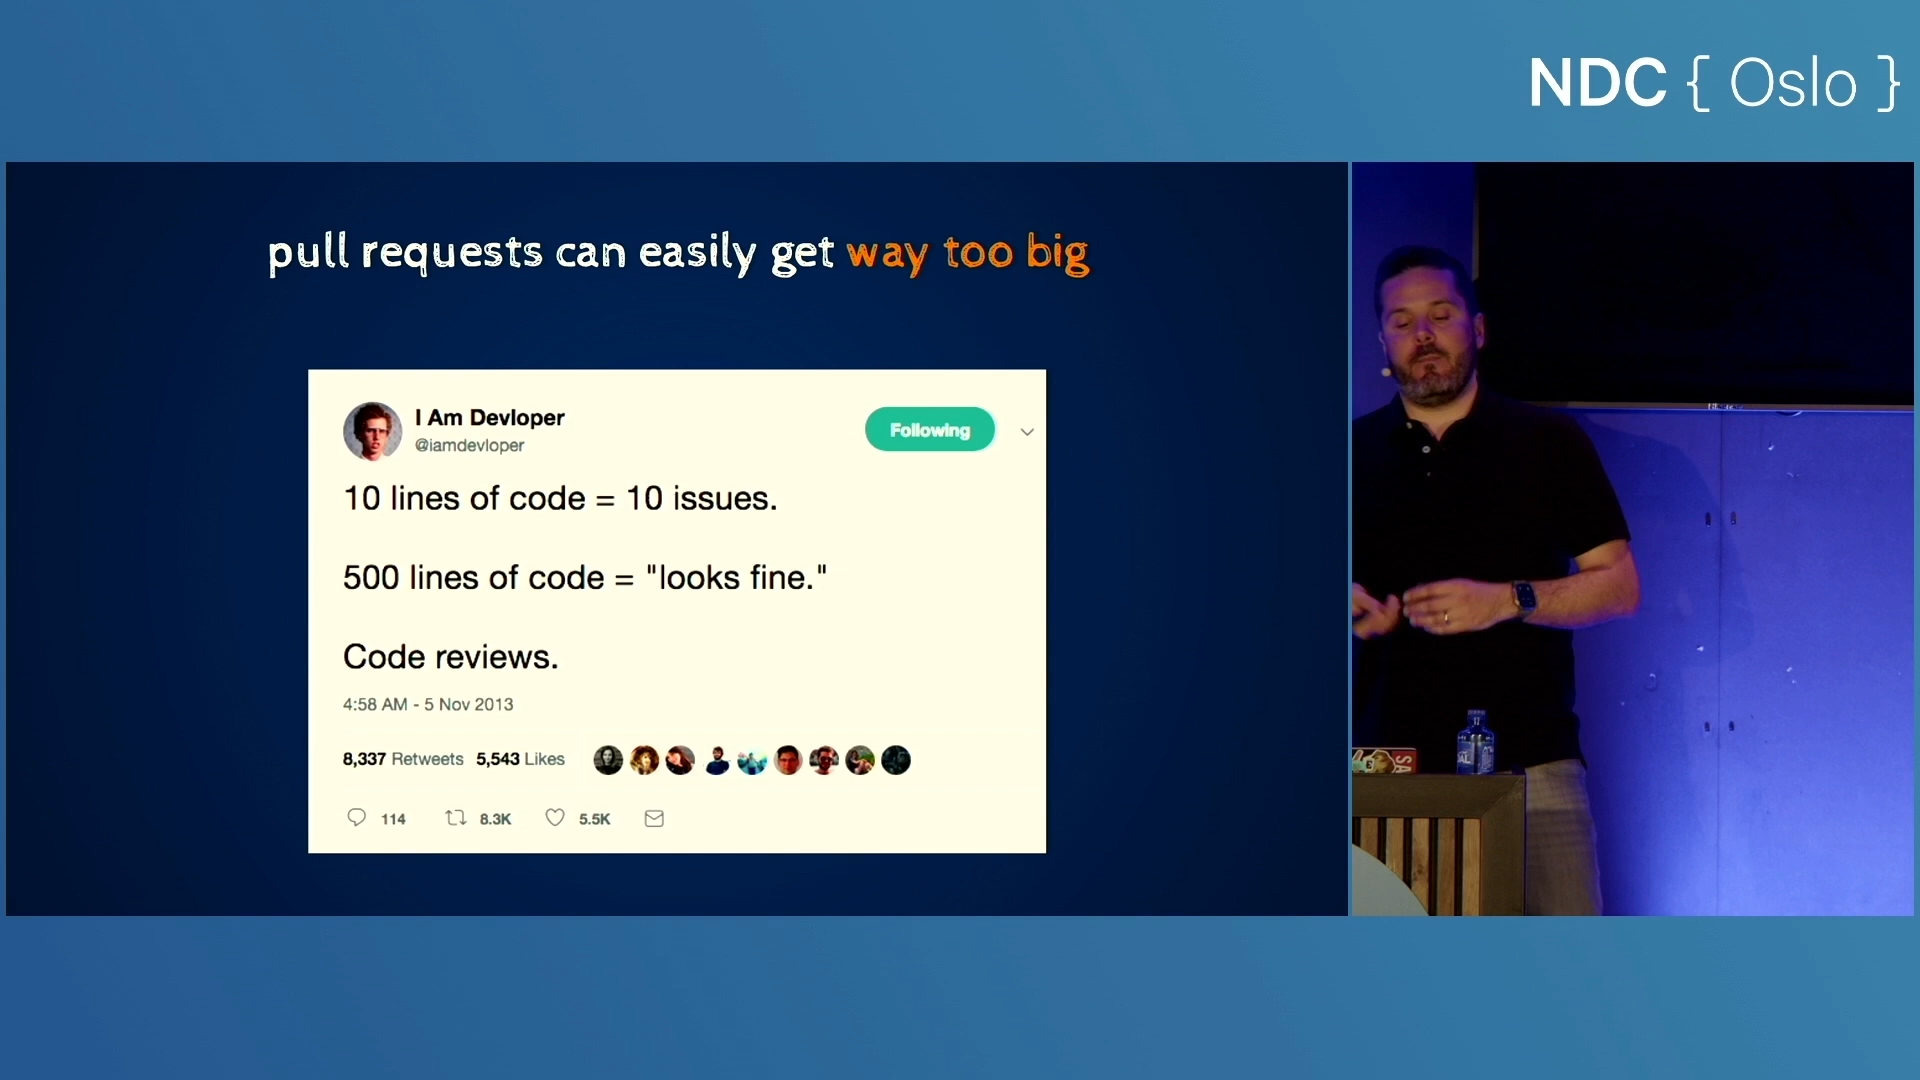 NDC { Oslo }
pull requests can easily get way too big
I Am Devloper
@iamdevloper
Following
10 lines of code = 10 issues.
500 lines of code = "looks fine."
Code reviews.
4:58 AM - 5 Nov 2013
8,337 Retweets 5,543 Likes
114 8.3K 5.5K